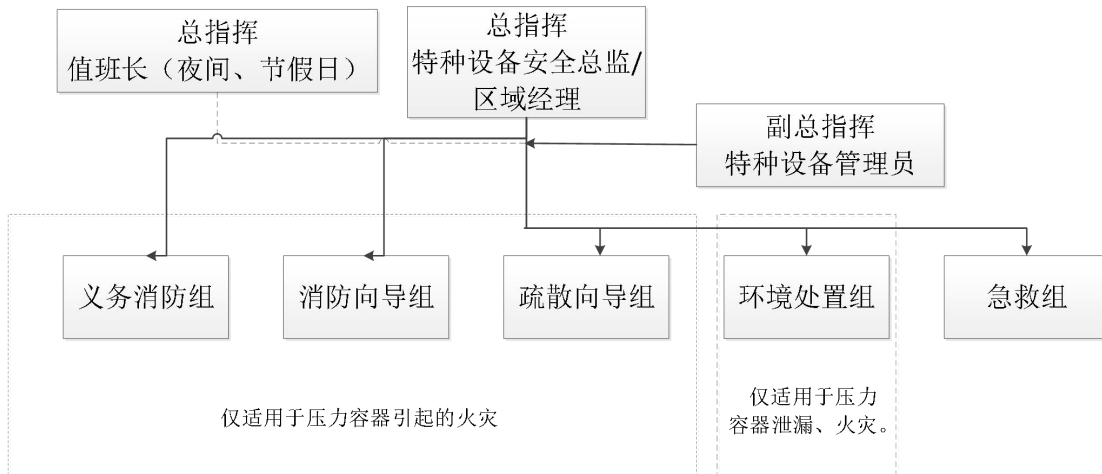 总指挥
值班长（夜间、节假日）
总指挥
特种设备安全总监/
区域经理
副总指挥
特种设备管理员
义务消防组
消防向导组
疏散向导组
环境处置组
急救组
仅适用于压力容器引起的火灾
仅适用于压力
容器泄漏、火灾。